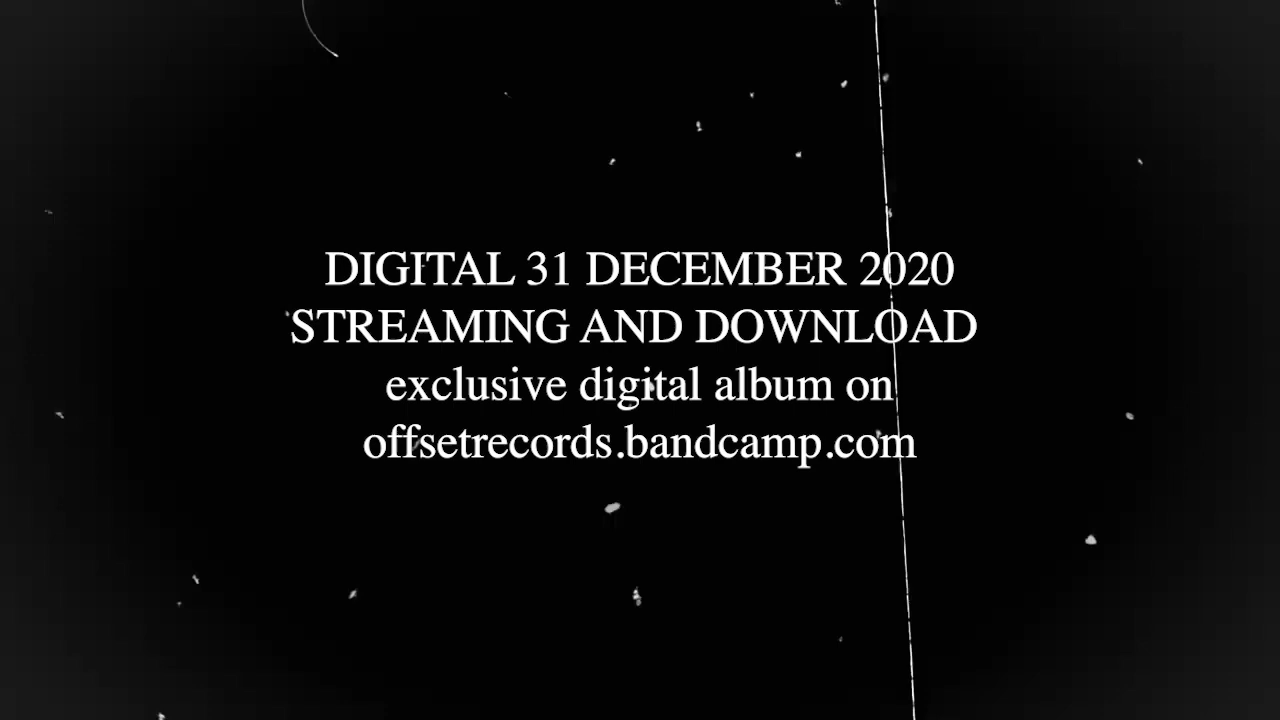 DIGITAL 31 DECEMBER 2020
STREAMING AND DOWNLOAD
exclusive digital album on
offsetrecords.bandcamp.com